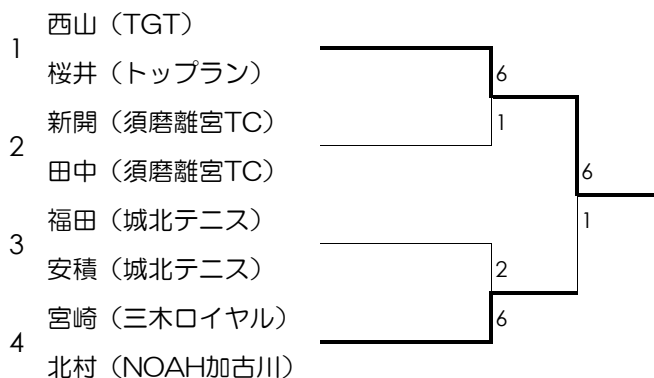 西山（TGT）
1
桜井（トップラン）
6
新開（須磨離宮TC）
1
2
田中（須磨離宮TC）
6
福田（城北テニス）
1
3
安積（城北テニス）
2
宮崎（三木ロイヤル）
6
4
北村（NOAH加古川）